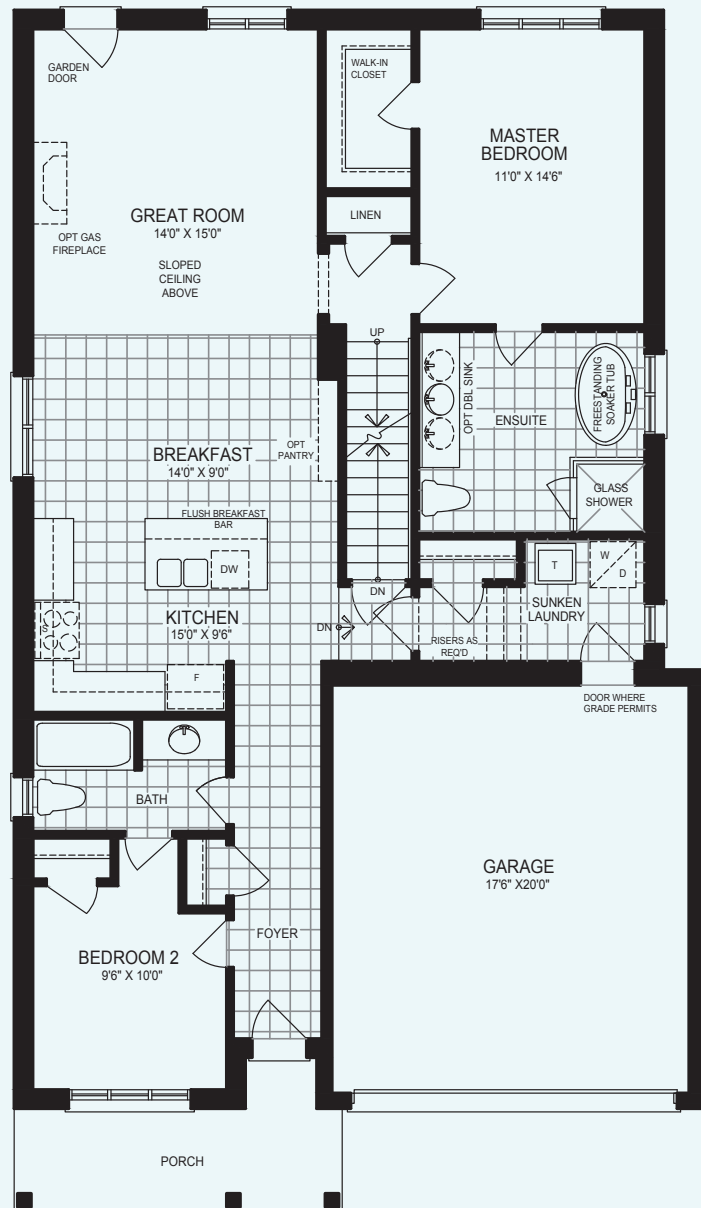 GARDEN
DOOR
WALK-IN
CLOSET
MASTER
BEDROOM
11'0" X 14'6"
GREAT ROOM
14'0" X 15'0"
LINEN
OPT GAS
FIREPLACE
SLOPED
CEILING
ABOVE
UP
OPT DBL SINK
ENSUITE
FREESTANDING
SOAKER TUB
BREAKFAST
14'0" X 9'0"
OPT
PANTRY
GLASS
SHOWER
FLUSH BREAKFAST
BAR
DW
W
D
T
DN
SUNKEN
LAUNDRY
KITCHEN
15'0" X 9'6"
S
DN
RISERS AS
REQ'D
F
DOOR WHERE
GRADE PERMITS
BATH
GARAGE
17'6" X20'0"
FOYER
BEDROOM 2
9'6" X 10'0"
PORCH